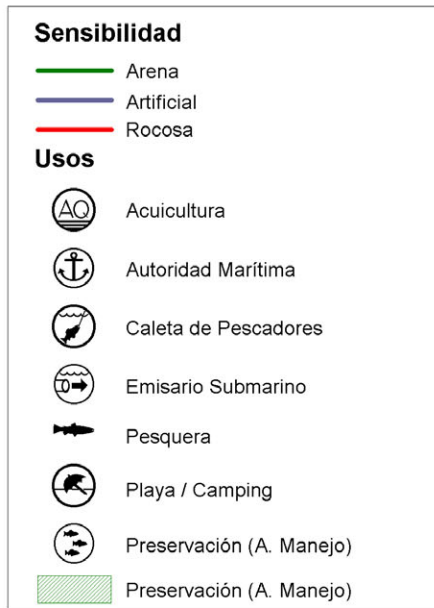 Sensibilidad
Arena
Artificial
Rocosa
Usos
AQ
Acuicultura
Autoridad Marítima
Caleta de Pescadores
Emisario Submarino
Pesquera
Playa / Camping
Preservación (A. Manejo)
Preservación (A. Manejo)